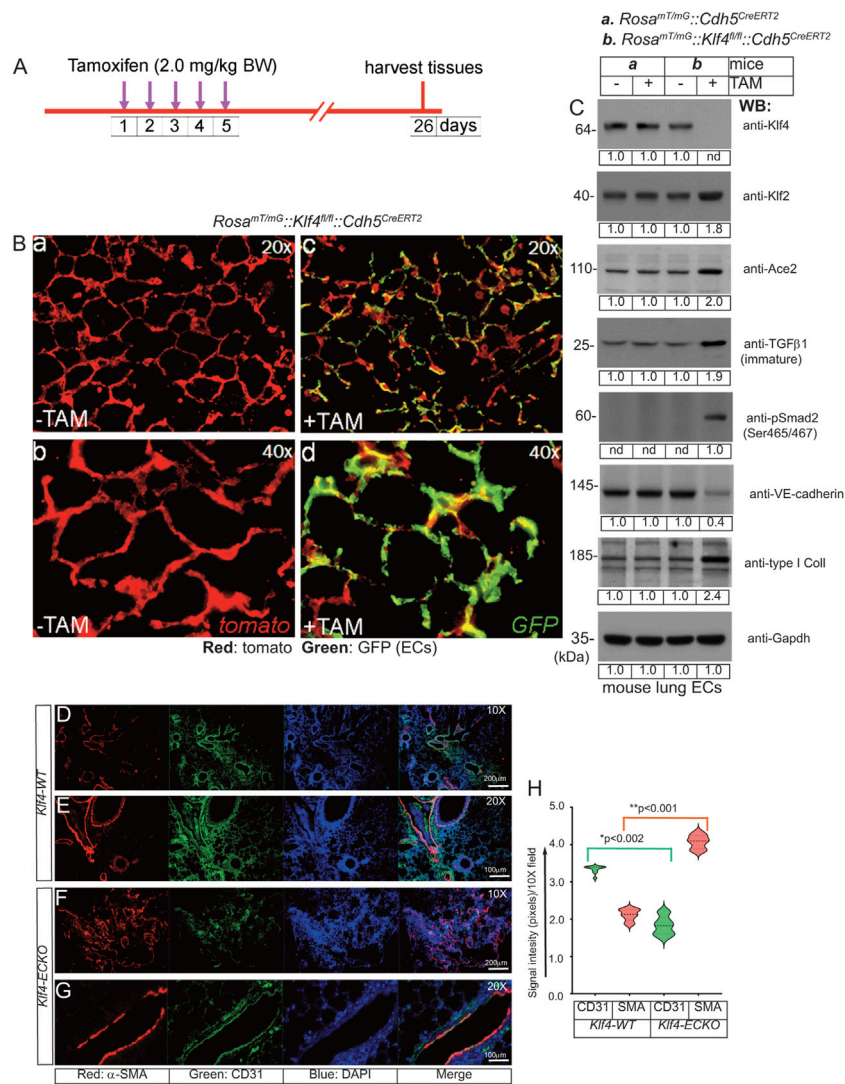 a. Rosa^mT/mG::Cdh5^CreERT2
b. Rosa^mT/mG::Klf4^fl/fl::Cdh5^CreERT2
A
Tamoxifen (2.0 mg/kg BW)
harvest tissues
1 2 3 4 5 26 days
a b mice
- + - + TAM
C WB:
64- anti-Klf4
1.0 1.0 1.0 nd
40- anti-Klf2
1.0 1.0 1.0 1.8
110- anti-Ace2
1.0 1.0 1.0 2.0
25- anti-TGFβ1
(immature)
1.0 1.0 1.0 1.9
60- anti-pSmad2
(Ser465/467)
nd nd nd 1.0
145- anti-VE-cadherin
1.0 1.0 1.0 0.4
185- anti-type I Coll
1.0 1.0 1.0 2.4
35- anti-Gapdh
(kDa)
1.0 1.0 1.0 1.0
mouse lung ECs
Rosa^mT/mG::Klf4^fl/fl::Cdh5^CreERT2
B
a 20x
-TAM
c 20x
+TAM
b 40x
-TAM tomato
d 40x
+TAM GFP
Red: tomato Green: GFP (ECs)
Klf4-WT
D 10X
200μm
E 20X
100μm
Klf4-ECKO
F 10X
200μm
G 20X
100μm
Red: α-SMA Green: CD31 Blue: DAPI Merge
H
Signal intesity (pixels)/10X field
5.0
4.0
3.0
2.0
1.0
0
**p<0.001
*p<0.002
CD31 SMA CD31 SMA
Klf4-WT Klf4-ECKO